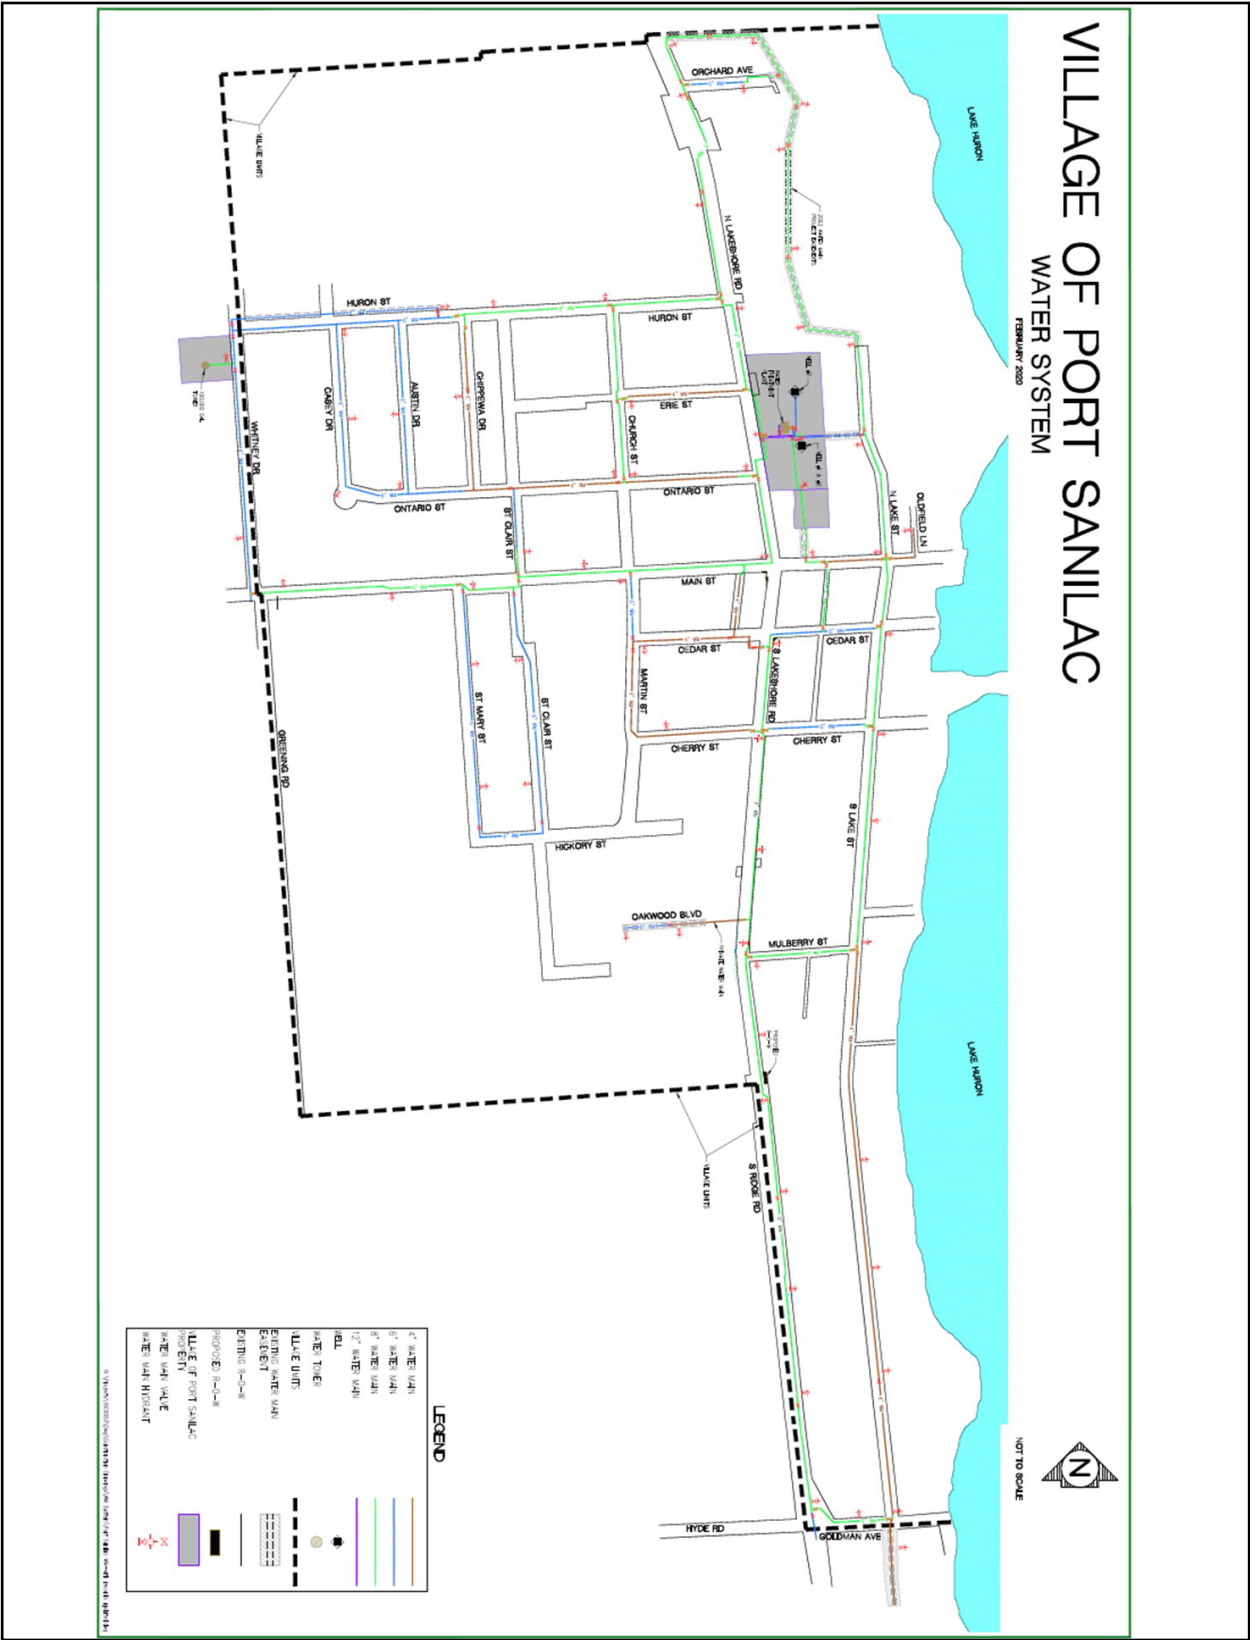 VILLAGE OF PORT SANILAC
WATER SYSTEM
FEBRUARY 2020
LAKE HURON
LAKE HURON
NOT TO SCALE
N
ORCHARD AVE
VILLAGE LIMITS
N LAKESHORE RD
HURON ST
HURON ST
ERIE ST
CHURCH ST
CHIPPEWA DR
AUSTIN DR
CASEY DR
WHITNEY DR
ONTARIO ST
ONTARIO ST
ST CLAIR ST
MAIN ST
N LAKE ST
OLDFIELD LN
CEDAR ST
CEDAR ST
S LAKESHORE RD
MARTIN ST
CHERRY ST
CHERRY ST
ST CLAIR ST
ST MARY ST
GREENING RD
S LAKE ST
HICKORY ST
OAKWOOD BLVD
PRIVATE WATER MAIN
MULBERRY ST
VILLAGE LIMITS
S RIDGE RD
HYDE RD
GOLDMAN AVE
LEGEND
4" WATER MAIN
6" WATER MAIN
8" WATER MAIN
12" WATER MAIN
WELL
WATER TOWER
VILLAGE LIMITS
EXISTING WATER MAIN
EASEMENT
EXISTING R-O-W
PROPOSED R-O-W
VILLAGE OF PORT SANILAC
PROPERTY
WATER MAIN VALVE
WATER MAIN HYDRANT